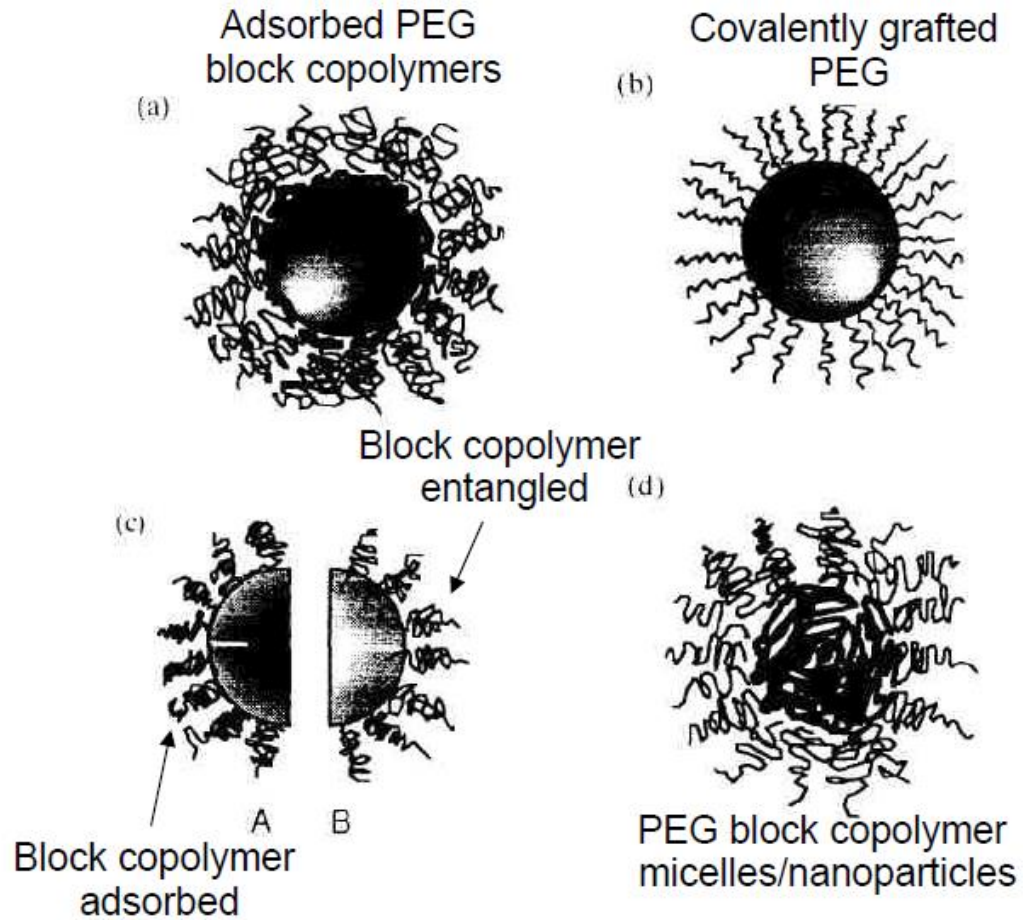 Adsorbed PEG
block copolymers
(a)
Covalently grafted
PEG
(b)
Block copolymer
entangled
(c)
(d)
A
B
Block copolymer
adsorbed
PEG block copolymer
micelles/nanoparticles